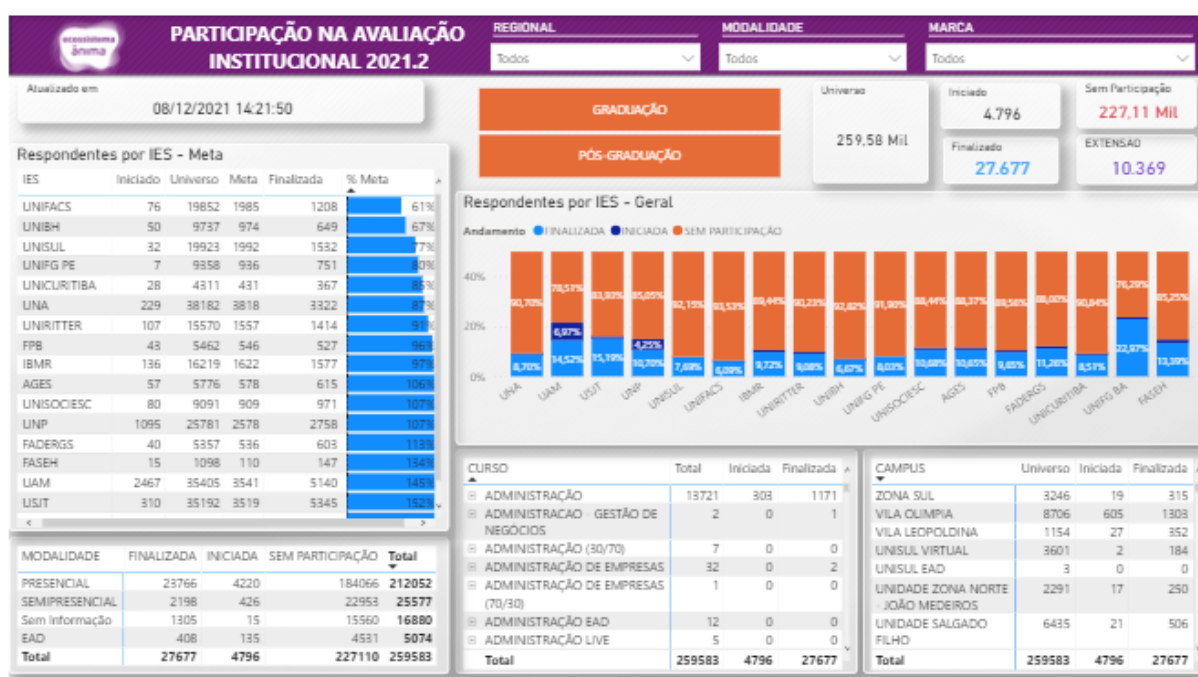 ecossistema
ânima
PARTICIPAÇÃO NA AVALIAÇÃO
INSTITUCIONAL 2021.2
REGIONAL
Todos
MODALIDADE
Todos
MARCA
Todos
Atualizado em
08/12/2021 14:21:50
GRADUAÇÃO
PÓS-GRADUAÇÃO
Universo
259,58 Mil
Iniciado
4.796
Sem Participação
227,11 Mil
Finalizado
27.677
EXTENSAO
10.369
Respondentes por IES - Meta
IES Iniciado Universo Meta Finalizada % Meta
UNIFACS 76 19852 1985 1208 61%
UNIBH 50 9737 974 649 67%
UNISUL 32 19923 1992 1532 77%
UNIFG PE 7 9358 936 751 80%
UNICURITIBA 28 4311 431 367 85%
UNA 229 38182 3818 3322 87%
UNIRITTER 107 15570 1557 1414 91%
FPB 43 5462 546 527 96%
IBMR 136 16219 1622 1577 97%
AGES 57 5776 578 615 106%
UNISOCIESC 80 9091 909 971 107%
UNP 1095 25781 2578 2758 107%
FADERGS 40 5357 536 603 113%
FASEH 15 1098 110 147 134%
UAM 2467 35405 3541 5140 145%
USJT 310 35192 3519 5345 152%
Respondentes por IES - Geral
Andamento FINALIZADA INICIADA SEM PARTICIPAÇÃO
40%
20%
0%
90,70% 78,51% 83,93% 85,05% 92,15% 93,53% 89,44% 90,23% 92,82% 91,90% 88,44% 88,37% 89,56% 88,00% 90,84% 76,29% 85,25%
6,97% 4,25%
8,70% 14,52% 15,19% 10,70% 7,69% 6,09% 9,72% 9,08% 6,67% 8,03% 10,68% 10,65% 9,65% 11,26% 8,51% 22,97% 13,39%
UNA UAM USJT UNP UNISUL UNIFACS IBMR UNIRITTER UNIBH UNIFG PE UNISOCIESC AGES FPB FADERGS UNICURITIBA UNIFG BA FASEH
MODALIDADE FINALIZADA INICIADA SEM PARTICIPAÇÃO Total
PRESENCIAL 23766 4220 184066 212052
SEMIPRESENCIAL 2198 426 22953 25577
Sem Informação 1305 15 15560 16880
EAD 408 135 4531 5074
Total 27677 4796 227110 259583
CURSO Total Iniciada Finalizada
ADMINISTRAÇÃO 13721 303 1171
ADMINISTRACAO - GESTÃO DE
NEGÓCIOS 2 0 1
ADMINISTRAÇÃO (30/70) 7 0 0
ADMINISTRAÇÃO DE EMPRESAS 32 0 2
ADMINISTRAÇÃO DE EMPRESAS
(70/30) 1 0 0
ADMINISTRAÇÃO EAD 12 0 0
ADMINISTRAÇÃO LIVE 5 0 0
Total 259583 4796 27677
CAMPUS Universo Iniciada Finalizada
ZONA SUL 3246 19 315
VILA OLIMPIA 8706 605 1303
VILA LEOPOLDINA 1154 27 352
UNISUL VIRTUAL 3601 2 184
UNISUL EAD 3 0 0
UNIDADE ZONA NORTE
- JOÃO MEDEIROS 2291 17 250
UNIDADE SALGADO
FILHO 6435 21 506
Total 259583 4796 27677